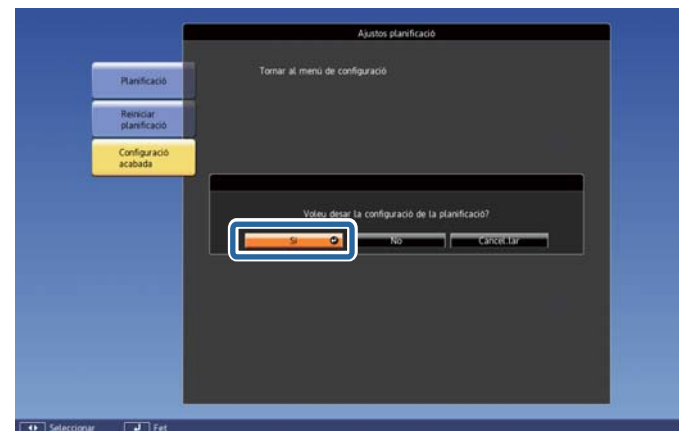 Ajustos planificació
Planificació
Tornar al menú de configuració
Reiniciar
planificació
Configuració
acabada
Voleu desar la configuració de la planificació?
Sí
No
Cancel.lar
Seleccionar
Fet